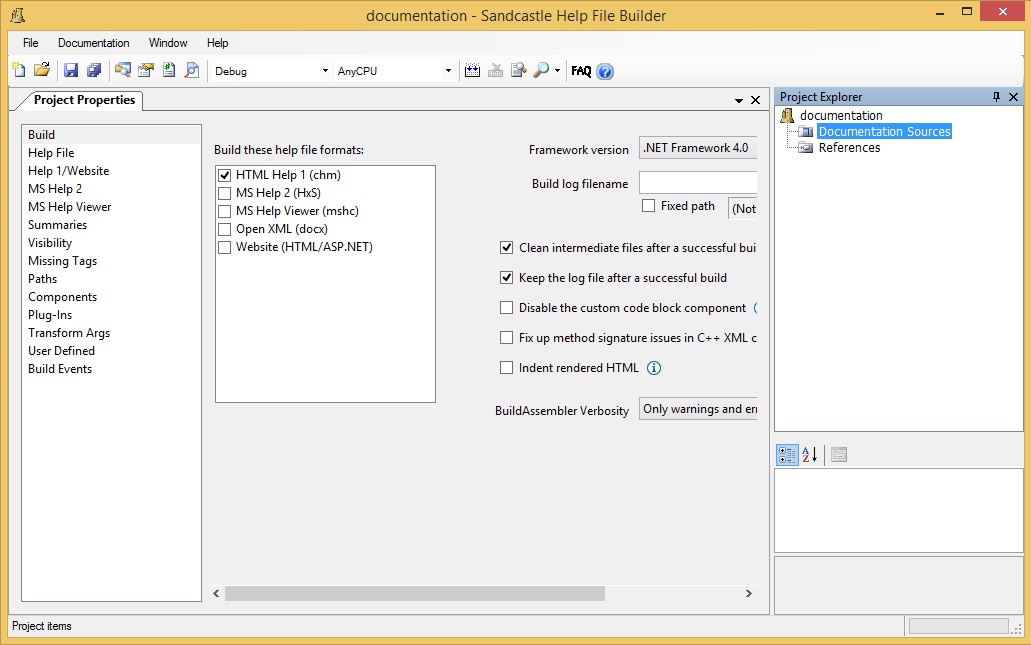 documentation - Sandcastle Help File Builder
File Documentation Window Help
Debug AnyCPU FAQ
Project Properties
Build
Help File
Help 1/Website
MS Help 2
MS Help Viewer
Summaries
Visibility
Missing Tags
Paths
Components
Plug-Ins
Transform Args
User Defined
Build Events
Build these help file formats:
HTML Help 1 (chm)
MS Help 2 (HxS)
MS Help Viewer (mshc)
Open XML (docx)
Website (HTML/ASP.NET)
Framework version .NET Framework 4.0
Build log filename
Fixed path (Not
Clean intermediate files after a successful bui
Keep the log file after a successful build
Disable the custom code block component
Fix up method signature issues in C++ XML c
Indent rendered HTML
BuildAssembler Verbosity Only warnings and err
Project Explorer
documentation
Documentation Sources
References
Project items